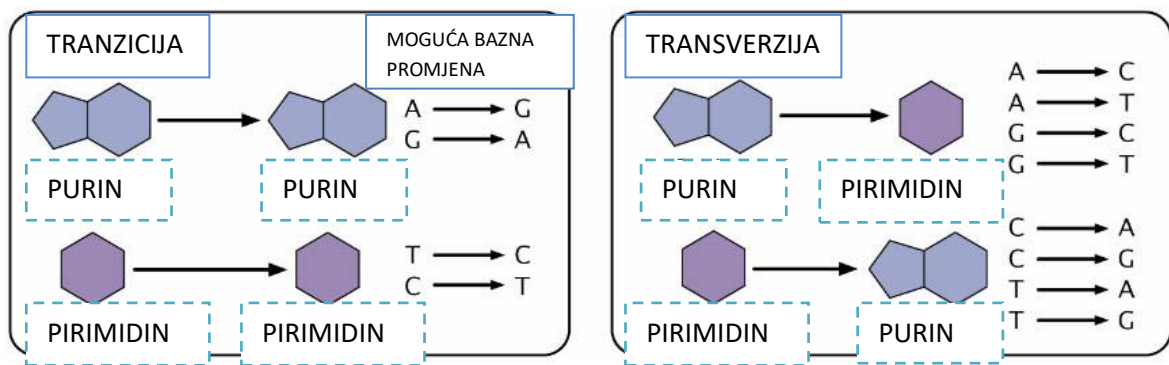 TRANZICIJA
MOGUĆA BAZNA
PROMJENA
A G
G A
PURIN PURIN
T C
C T
PIRIMIDIN PIRIMIDIN
TRANSVERZIJA
A C
A T
G C
G T
PURIN PIRIMIDIN
C A
C G
T A
T G
PIRIMIDIN PURIN